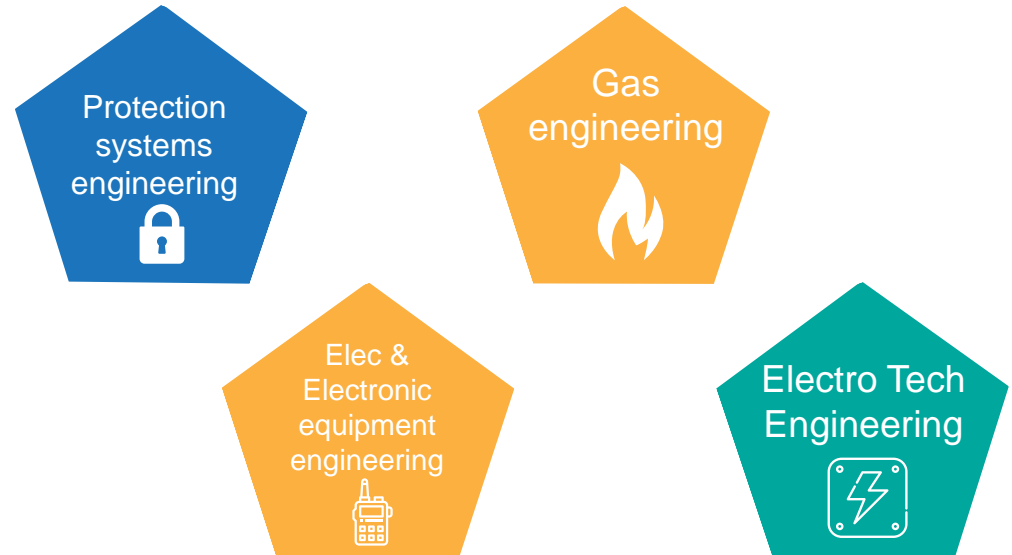 Protection
systems
engineering
Gas
engineering
Elec &
Electronic
equipment
engineering
Electro Tech
Engineering